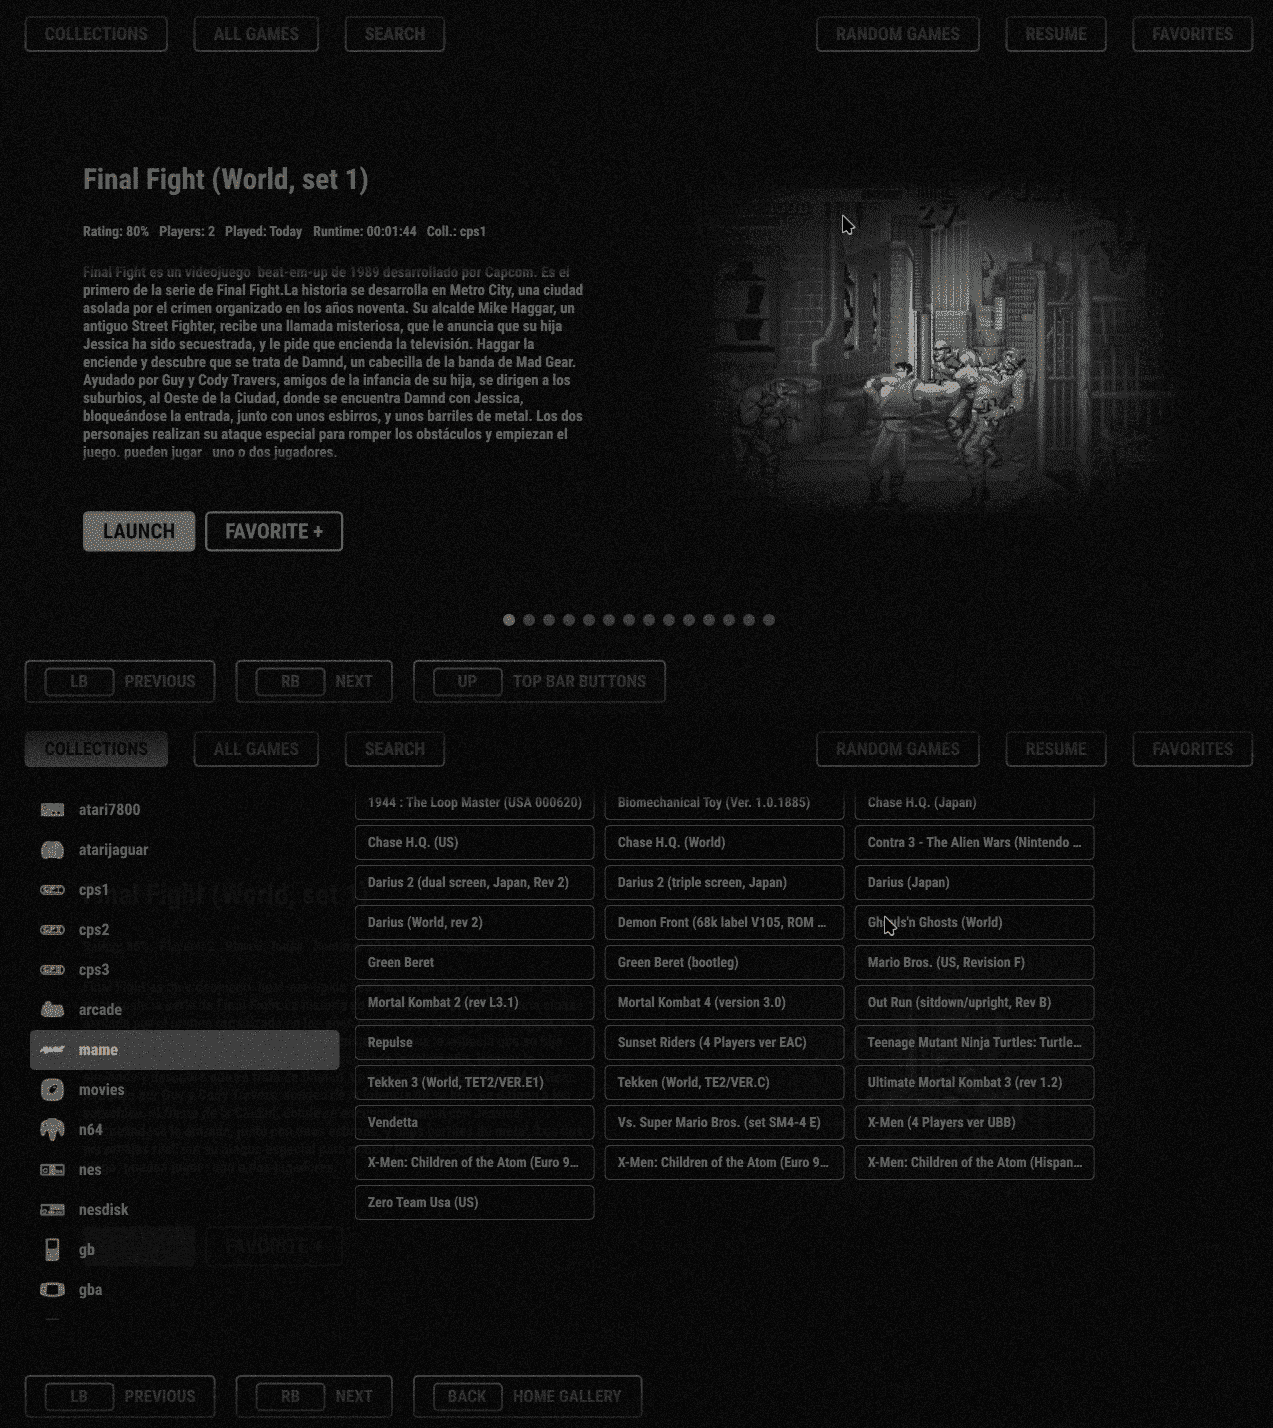 COLLECTIONS ALL GAMES SEARCH RANDOM GAMES RESUME FAVORITES
Final Fight (World, set 1)
Rating: 80% Players: 2 Played: Today Runtime: 00:01:44 Coll.: cps1
Final Fight es un videojuego beat-em-up de 1989 desarrollado por Capcom. Es el
primero de la serie de Final Fight.La historia se desarrolla en Metro City, una ciudad
asolada por el crimen organizado en los años noventa. Su alcalde Mike Haggar, un
antiguo Street Fighter, recibe una llamada misteriosa, que le anuncia que su hija
Jessica ha sido secuestrada, y le pide que encienda la televisión. Haggar la
enciende y descubre que se trata de Damnd, un cabecilla de la banda de Mad Gear.
Ayudado por Guy y Cody Travers, amigos de la infancia de su hija, se dirigen a los
suburbios, al Oeste de la Ciudad, donde se encuentra Damnd con Jessica,
bloqueándose la entrada, junto con unos esbirros, y unos barriles de metal. Los dos
personajes realizan su ataque especial para romper los obstáculos y empiezan el
juego. pueden jugar uno o dos jugadores.
27
LAUNCH FAVORITE +
LB PREVIOUS RB NEXT UP TOP BAR BUTTONS
COLLECTIONS ALL GAMES SEARCH RANDOM GAMES RESUME FAVORITES
atari7800
atarijaguar
cps1
cps2
cps3
arcade
mame
movies
n64
nes
nesdisk
gb
gba
1944 : The Loop Master (USA 000620) Biomechanical Toy (Ver. 1.0.1885) Chase H.Q. (Japan)
Chase H.Q. (US) Chase H.Q. (World) Contra 3 - The Alien Wars (Nintendo ...
Darius 2 (dual screen, Japan, Rev 2) Darius 2 (triple screen, Japan) Darius (Japan)
Darius (World, rev 2) Demon Front (68k label V105, ROM ... Ghouls'n Ghosts (World)
Green Beret Green Beret (bootleg) Mario Bros. (US, Revision F)
Mortal Kombat 2 (rev L3.1) Mortal Kombat 4 (version 3.0) Out Run (sitdown/upright, Rev B)
Repulse Sunset Riders (4 Players ver EAC) Teenage Mutant Ninja Turtles: Turtle...
Tekken 3 (World, TET2/VER.E1) Tekken (World, TE2/VER.C) Ultimate Mortal Kombat 3 (rev 1.2)
Vendetta Vs. Super Mario Bros. (set SM4-4 E) X-Men (4 Players ver UBB)
X-Men: Children of the Atom (Euro 9... X-Men: Children of the Atom (Euro 9... X-Men: Children of the Atom (Hispan...
Zero Team Usa (US)
Final Fight (World, set 1)
FAVORITE +
LB PREVIOUS RB NEXT BACK HOME GALLERY